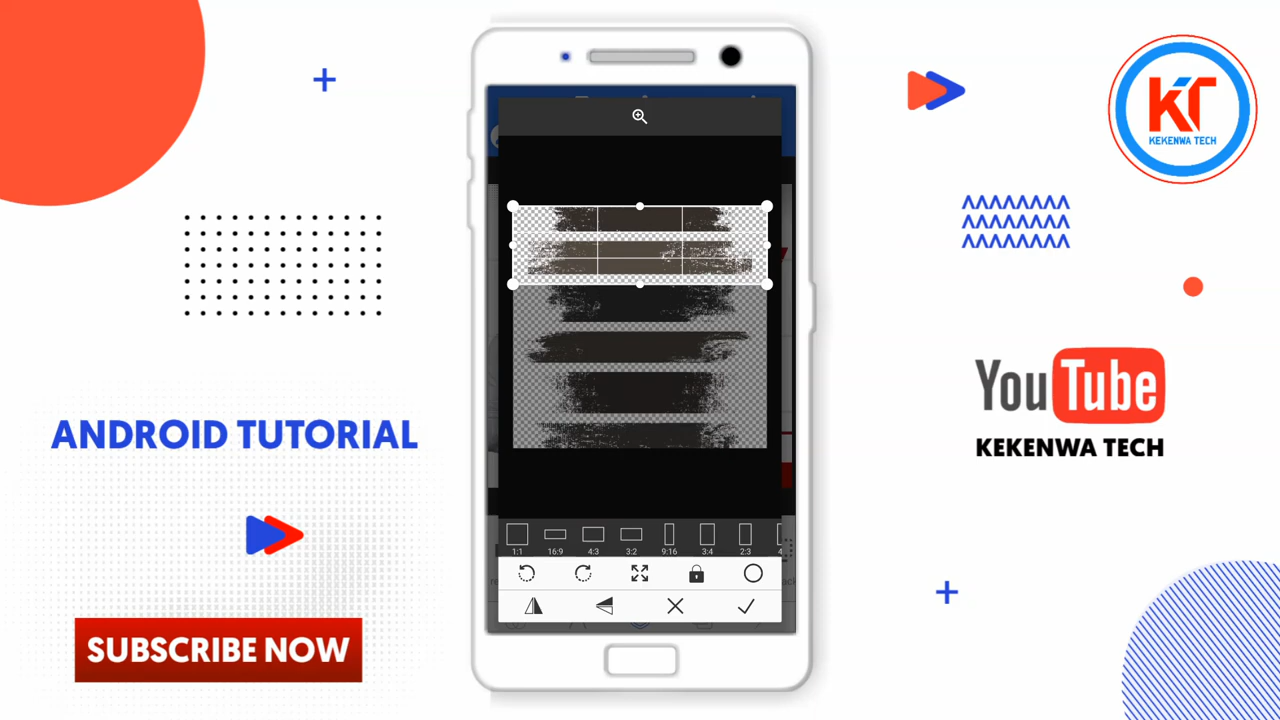 KT
KEKENWA TECH
ANDROID TUTORIAL
SUBSCRIBE NOW
YouTube
KEKENWA TECH
1:1 16:9 4:3 3:2 9:16 3:4 2:3